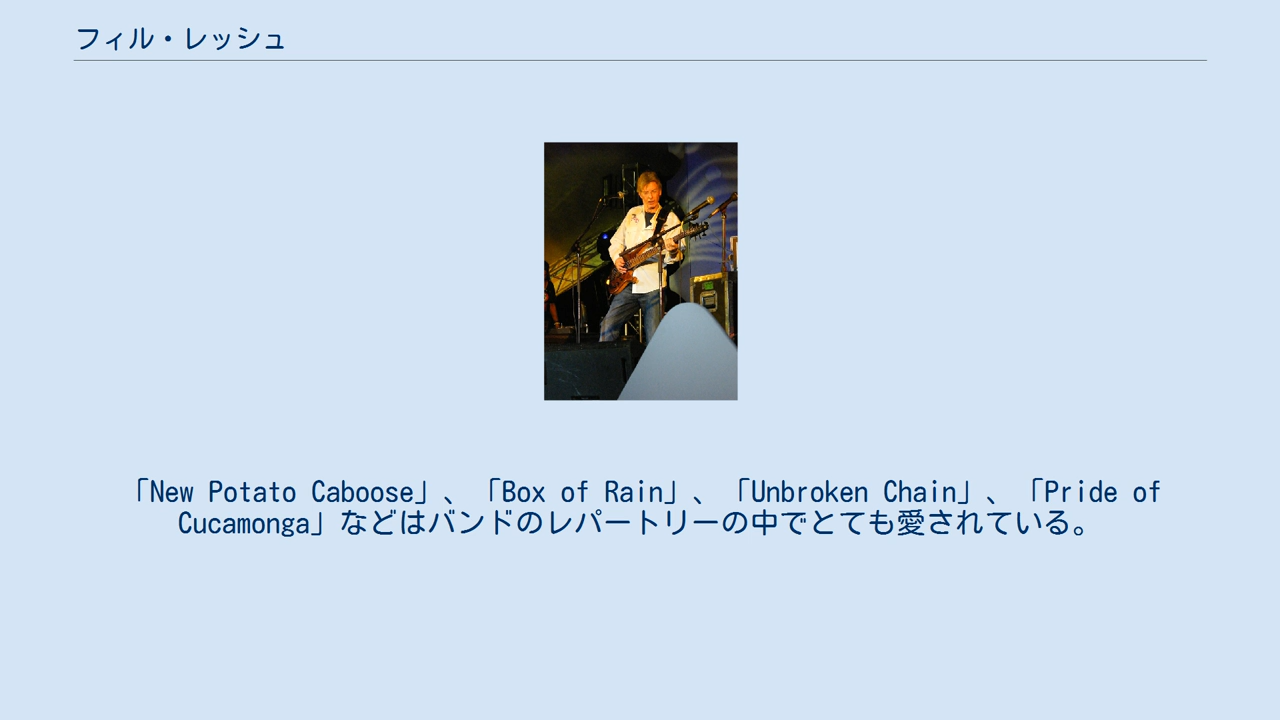 フィル・レッシュ
「New Potato Caboose」、「Box of Rain」、「Unbroken Chain」、「Pride of
Cucamonga」などはバンドのレパートリーの中でとても愛されている。